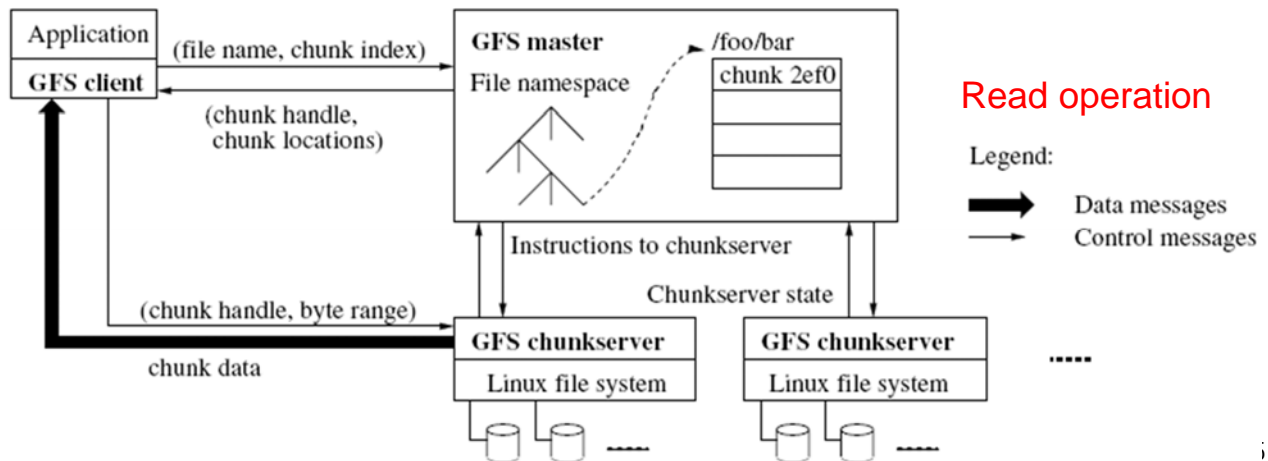 Application
GFS client
(file name, chunk index)
(chunk handle,
chunk locations)
GFS master
File namespace
/foo/bar
chunk 2ef0
Read operation
Legend:
Data messages
Control messages
Instructions to chunkserver
Chunkserver state
(chunk handle, byte range)
chunk data
GFS chunkserver
Linux file system
GFS chunkserver
Linux file system